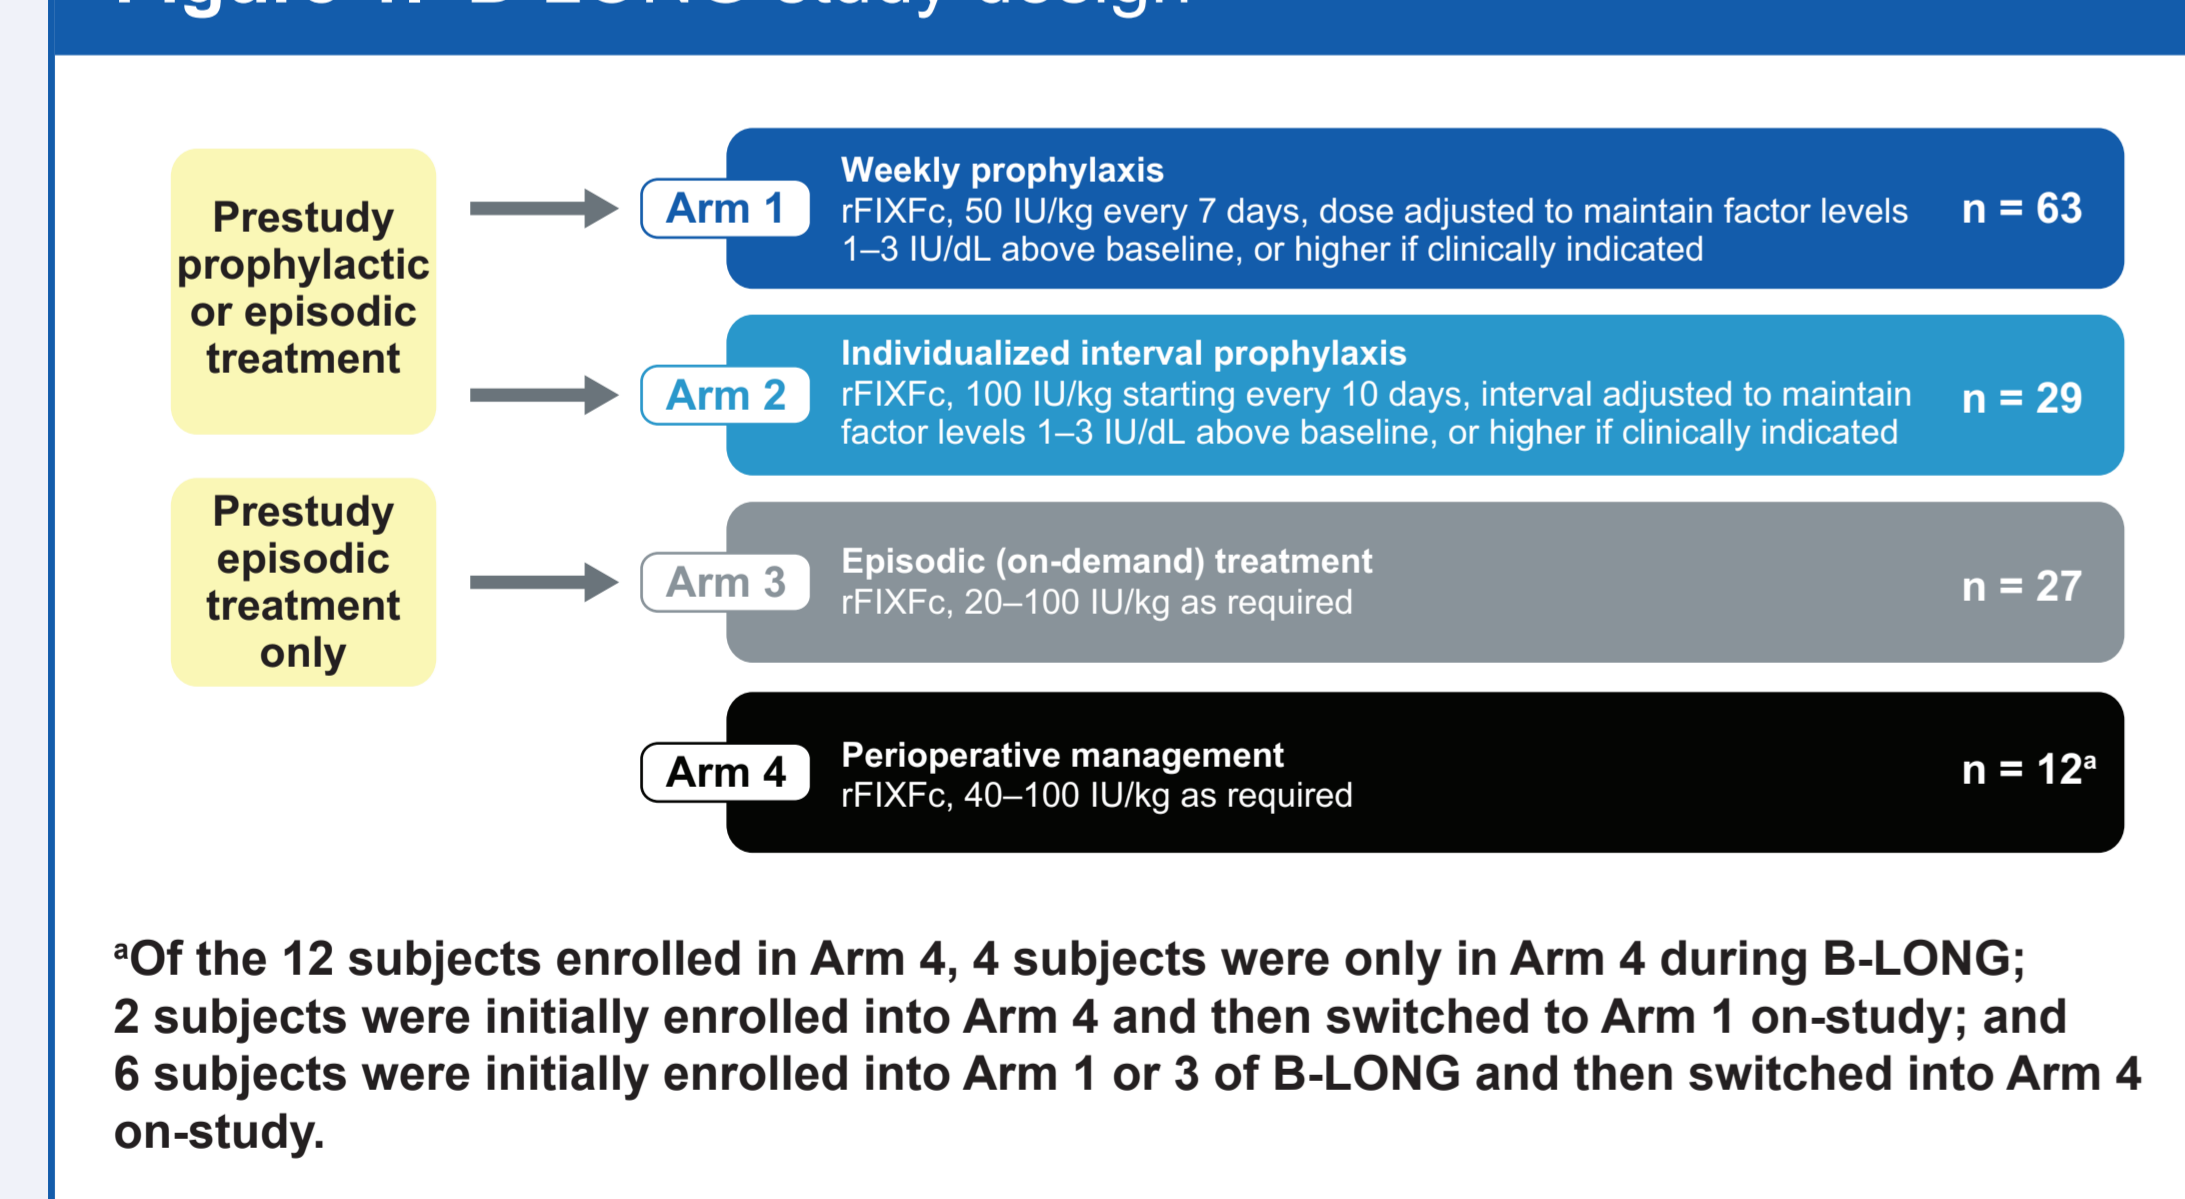 Figure 1. B-LONG study design
Prestudy
prophylactic
or episodic
treatment
Arm 1
Weekly prophylaxis
rFIXFc, 50 IU/kg every 7 days, dose adjusted to maintain factor levels
1–3 IU/dL above baseline, or higher if clinically indicated
n = 63
Arm 2
Individualized interval prophylaxis
rFIXFc, 100 IU/kg starting every 10 days, interval adjusted to maintain
factor levels 1–3 IU/dL above baseline, or higher if clinically indicated
n = 29
Prestudy
episodic
treatment
only
Arm 3
Episodic (on-demand) treatment
rFIXFc, 20–100 IU/kg as required
n = 27
Arm 4
Perioperative management
rFIXFc, 40–100 IU/kg as required
n = 12ᵃ
ᵃOf the 12 subjects enrolled in Arm 4, 4 subjects were only in Arm 4 during B-LONG;
2 subjects were initially enrolled into Arm 4 and then switched to Arm 1 on-study; and
6 subjects were initially enrolled into Arm 1 or 3 of B-LONG and then switched into Arm 4
on-study.